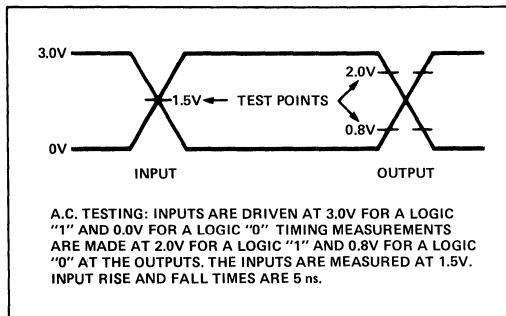 3.0V
2.0V
1.5V TEST POINTS
0.8V
0V
INPUT OUTPUT
A.C. TESTING: INPUTS ARE DRIVEN AT 3.0V FOR A LOGIC
"1" AND 0.0V FOR A LOGIC "0" TIMING MEASUREMENTS
ARE MADE AT 2.0V FOR A LOGIC "1" AND 0.8V FOR A LOGIC
"0" AT THE OUTPUTS. THE INPUTS ARE MEASURED AT 1.5V.
INPUT RISE AND FALL TIMES ARE 5 ns.